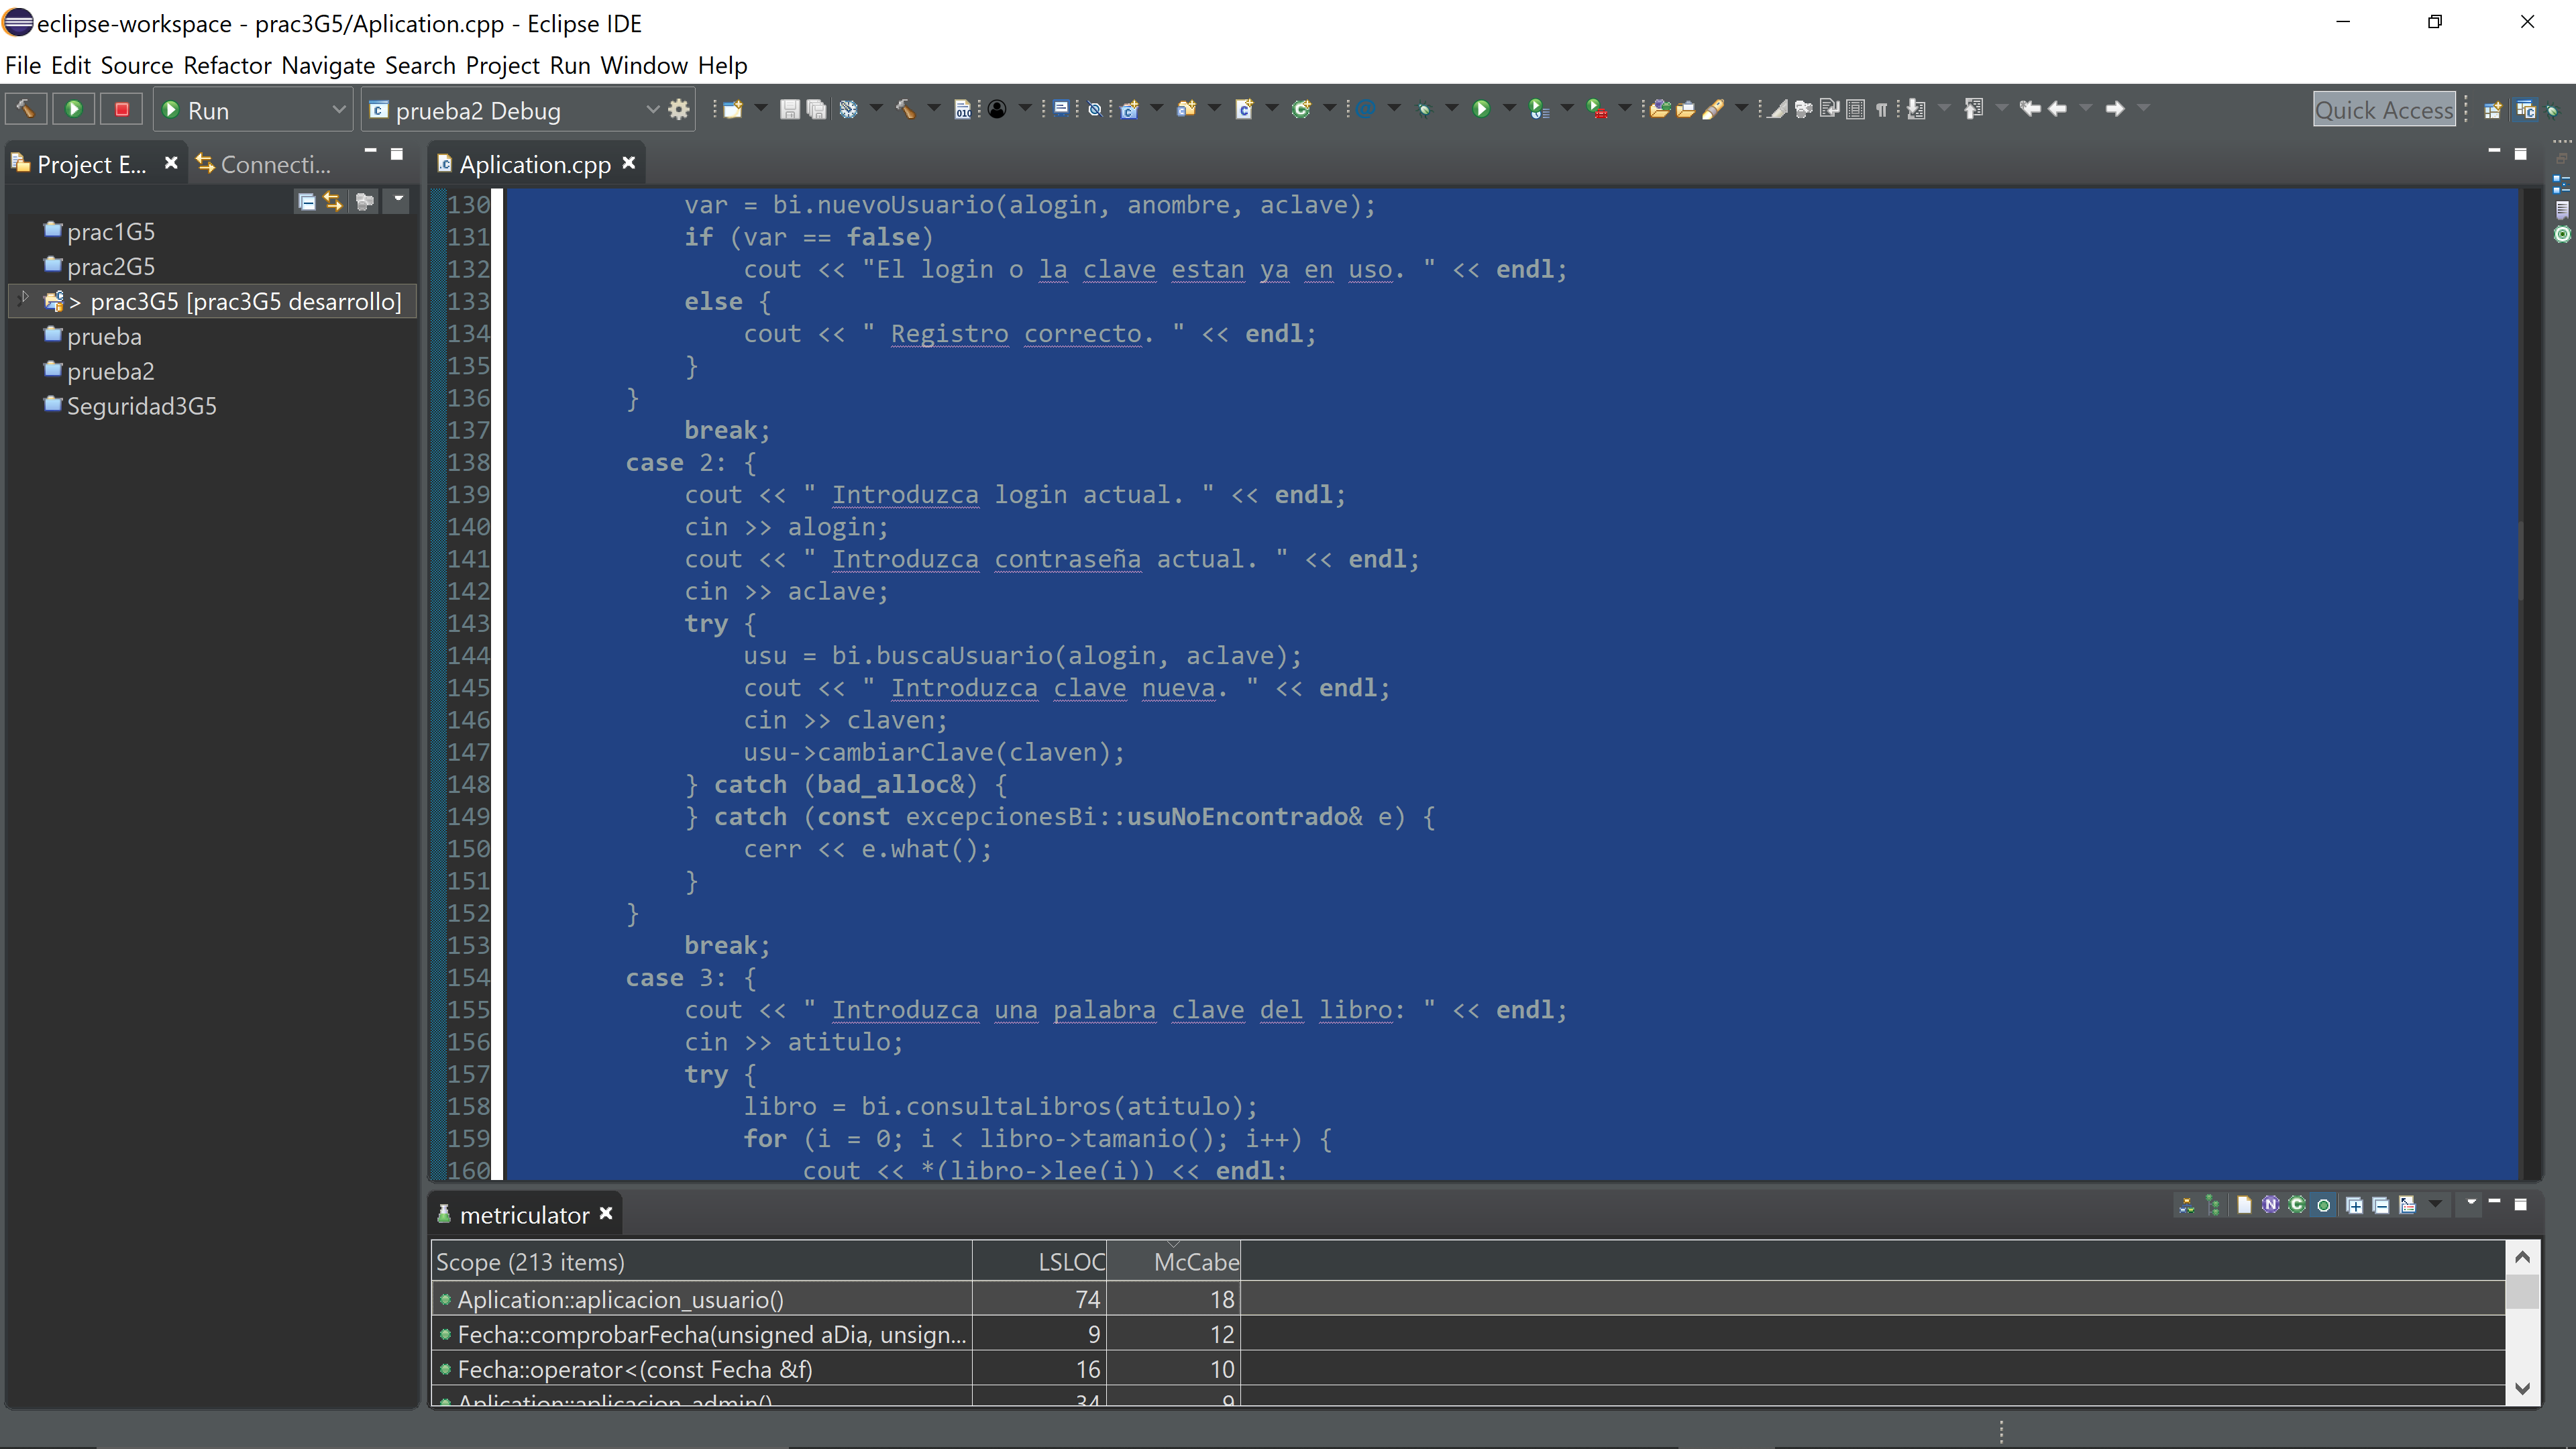 eclipse-workspace - prac3G5/Aplication.cpp - Eclipse IDE
File Edit Source Refactor Navigate Search Project Run Window Help
Run
prueba2 Debug
Quick Access
Project E...
Connecti...
Aplication.cpp
prac1G5
prac2G5
> prac3G5 [prac3G5 desarrollo]
prueba
prueba2
Seguridad3G5
130 var = bi.nuevoUsuario(alogin, anombre, aclave);
131 if (var == false)
132 cout << "El login o la clave estan ya en uso. " << endl;
133 else {
134 cout << " Registro correcto. " << endl;
135 }
136 }
137 break;
138 case 2: {
139 cout << " Introduzca login actual. " << endl;
140 cin >> alogin;
141 cout << " Introduzca contraseña actual. " << endl;
142 cin >> aclave;
143 try {
144 usu = bi.buscaUsuario(alogin, aclave);
145 cout << " Introduzca clave nueva. " << endl;
146 cin >> claven;
147 usu->cambiarClave(claven);
148 } catch (bad_alloc&) {
149 } catch (const excepcionesBi::usuNoEncontrado& e) {
150 cerr << e.what();
151 }
152 }
153 break;
154 case 3: {
155 cout << " Introduzca una palabra clave del libro: " << endl;
156 cin >> atitulo;
157 try {
158 libro = bi.consultaLibros(atitulo);
159 for (i = 0; i < libro->tamanio(); i++) {
160 cout << *(libro->lee(i)) << endl;
metriculator
Scope (213 items) LSLOC McCabe
Aplication::aplicacion_usuario() 74 18
Fecha::comprobarFecha(unsigned aDia, unsign... 9 12
Fecha::operator<(const Fecha &f) 16 10
Aplication::aplicacion_admin() 34 9